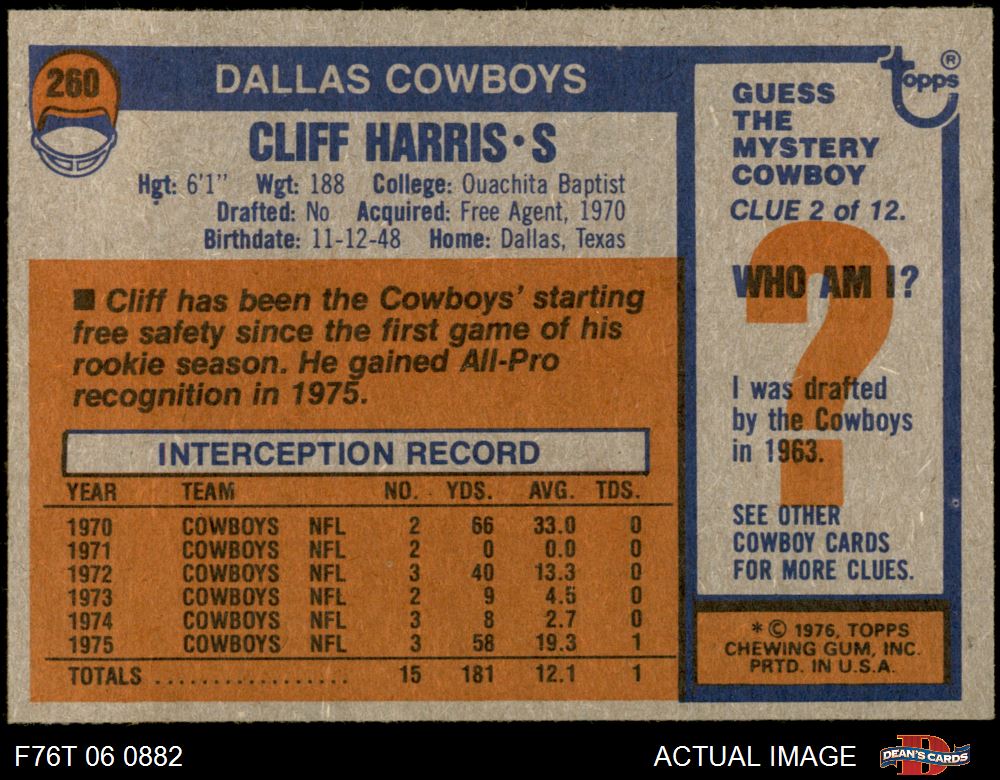 260
DALLAS COWBOYS
CLIFF HARRIS • S
Hgt: 6'1" Wgt: 188 College: Ouachita Baptist
Drafted: No Acquired: Free Agent, 1970
Birthdate: 11-12-48 Home: Dallas, Texas
■ Cliff has been the Cowboys' starting
free safety since the first game of his
rookie season. He gained All-Pro
recognition in 1975.
INTERCEPTION RECORD
YEAR TEAM NO. YDS. AVG. TDS.
1970 COWBOYS NFL 2 66 33.0 0
1971 COWBOYS NFL 2 0 0.0 0
1972 COWBOYS NFL 3 40 13.3 0
1973 COWBOYS NFL 2 9 4.5 0
1974 COWBOYS NFL 3 8 2.7 0
1975 COWBOYS NFL 3 58 19.3 1
TOTALS .................. 15 181 12.1 1
topps ®
GUESS
THE
MYSTERY
COWBOY
CLUE 2 of 12.
?
WHO AM I?
I was drafted
by the Cowboys
in 1963.
SEE OTHER
COWBOY CARDS
FOR MORE CLUES.
* © 1976, TOPPS
CHEWING GUM, INC.
PRTD. IN U.S.A.
F76T 06 0882
ACTUAL IMAGE
DEAN'S CARDS